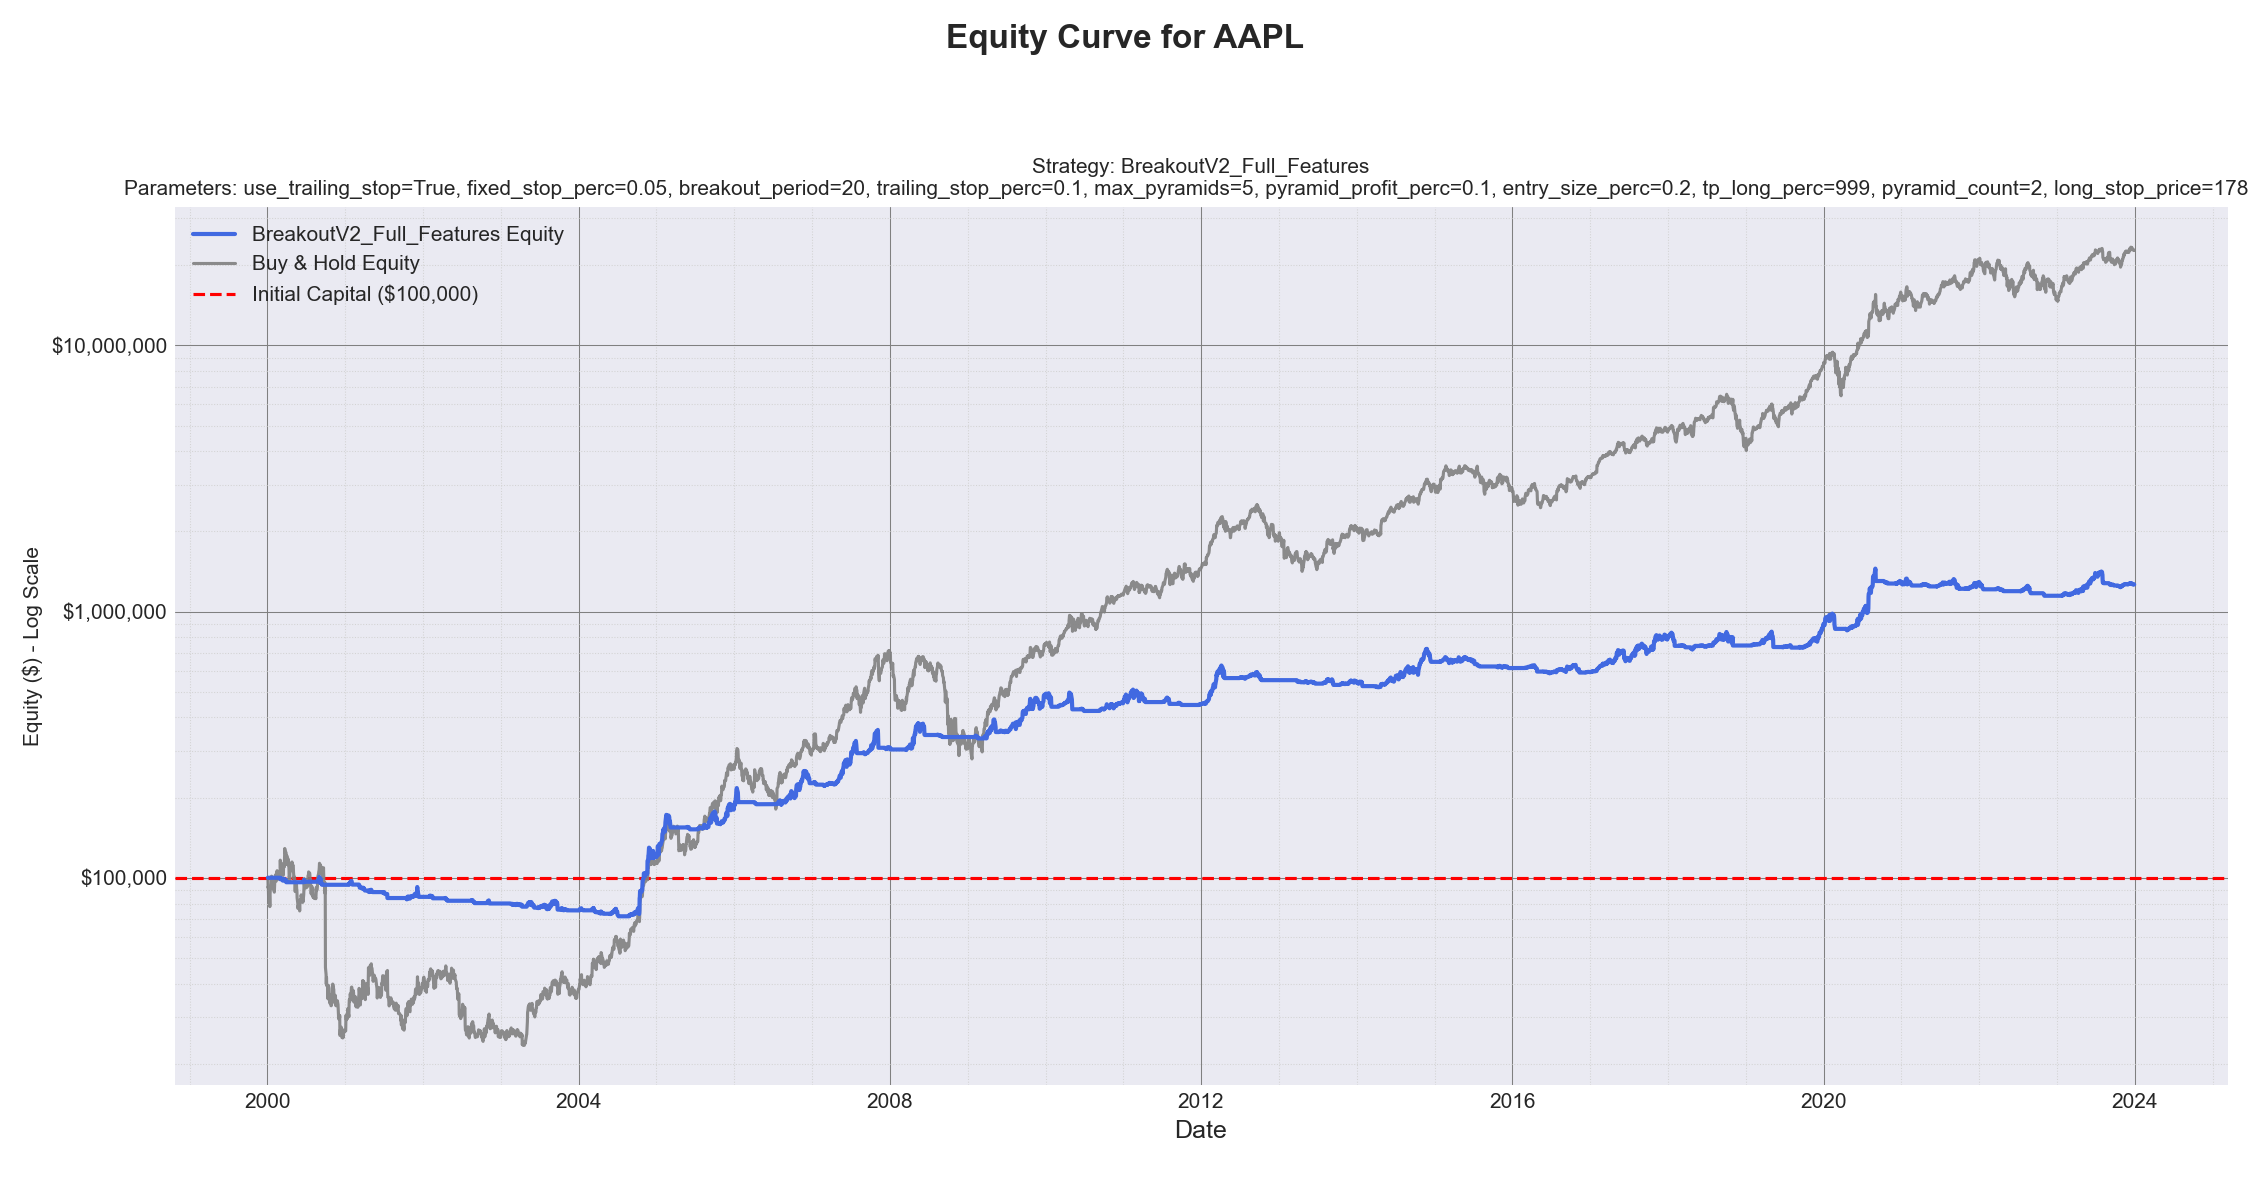 Equity Curve for AAPL
Strategy: BreakoutV2_Full_Features
Parameters: use_trailing_stop=True, fixed_stop_perc=0.05, breakout_period=20, trailing_stop_perc=0.1, max_pyramids=5, pyramid_profit_perc=0.1, entry_size_perc=0.2, tp_long_perc=999, pyramid_count=2, long_stop_price=178
BreakoutV2_Full_Features Equity
Buy & Hold Equity
Initial Capital ($100,000)
$10,000,000
$1,000,000
$100,000
Equity ($) - Log Scale
2000
2004
2008
2012
2016
2020
2024
Date